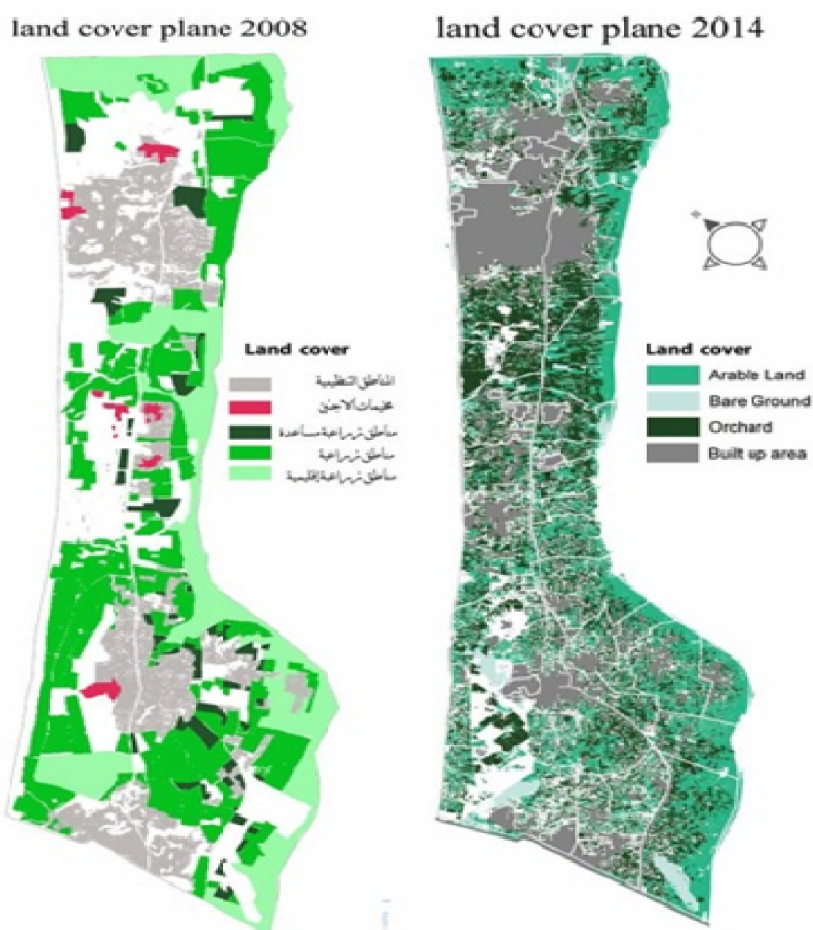 land cover plane 2008
land cover plane 2014
Land cover
المناطق التنظيمية
مخيمات
مناطق زراعية مساعدة
مناطق زراعية
مناطق زراعية إقليمية
Land cover
Arable Land
Bare Ground
Orchard
Built up area